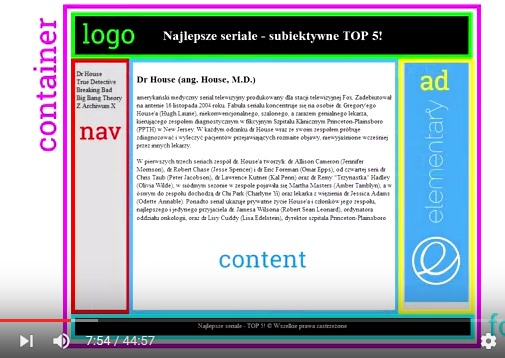 container
logo
Najlepsze seriale - subiektywne TOP 5!
Dr House
True Detective
Breaking Bad
Big Bang Theory
Z Archiwum X
nav
Dr House (ang. House, M.D.)
amerykański medyczny serial telewizyjny produkowany dla stacji telewizyjnej Fox. Zadebiutował
na antenie 16 listopada 2004 roku. Fabuła serialu koncentruje się na osobie dr. Gregory'ego
House'a (Hugh Laurie), niekonwencjonalnego, szalonego, a zarazem genialnego lekarza,
kierującego zespołem diagnostycznym w fikcyjnym Szpitalu Klinicznym Princeton-Plainsboro
(PPTH) w New Jersey. W każdym odcinku dr House wraz ze swoim zespołem próbuje
zdiagnozować i wyleczyć pacjentów przejawiających rozmaite objawy, niewyjaśnione wcześniej
przez innych lekarzy.
W pierwszych trzech seriach zespół dr. House'a tworzyli: dr Allison Cameron (Jennifer
Morrison), dr Robert Chase (Jesse Spencer) i dr Eric Foreman (Omar Epps), od czwartej serii dr
Chris Taub (Peter Jacobson), dr Lawrence Kutner (Kal Penn) oraz dr Remy "Trzynastka" Hadley
(Olivia Wilde), w siódmym sezonie w zespole pojawiła się Martha Masters (Amber Tamblyn), a w
ósmym do zespołu dochodzą dr Chi Park (Charlyne Yi) oraz lekarka z więzienia dr Jessica Adams
(Odette Annable). Ponadto serial ukazuje prywatne życie House'a i członków jego zespołu,
najlepszego i jedynego przyjaciela dr. Jamesa Wilsona (Robert Sean Leonard), ordynatora
oddziału onkologii, oraz dr Lisy Cuddy (Lisa Edelstein), dyrektor szpitala Princeton-Plainsboro
content
ad
elementary
Najlepsze seriale - TOP 5! © Wszelkie prawa zastrzeżone
fo
7:54 / 44:57